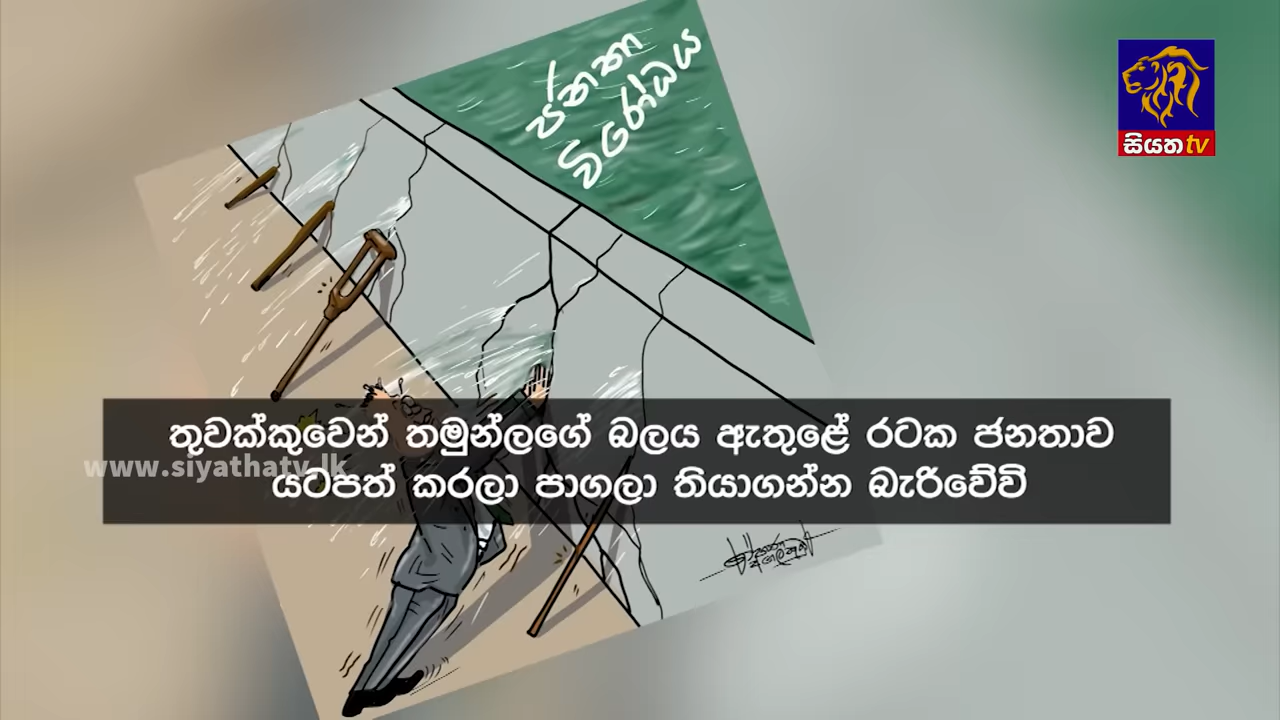 ජනතා
විරෝධය
සියත tv
තුවක්කුවෙන් තමුන්ලගේ බලය ඇතුළේ රටක ජනතාව
www.siyathatv.lk
යටපත් කරලා පාගලා තියාගන්න බැරිවේවි